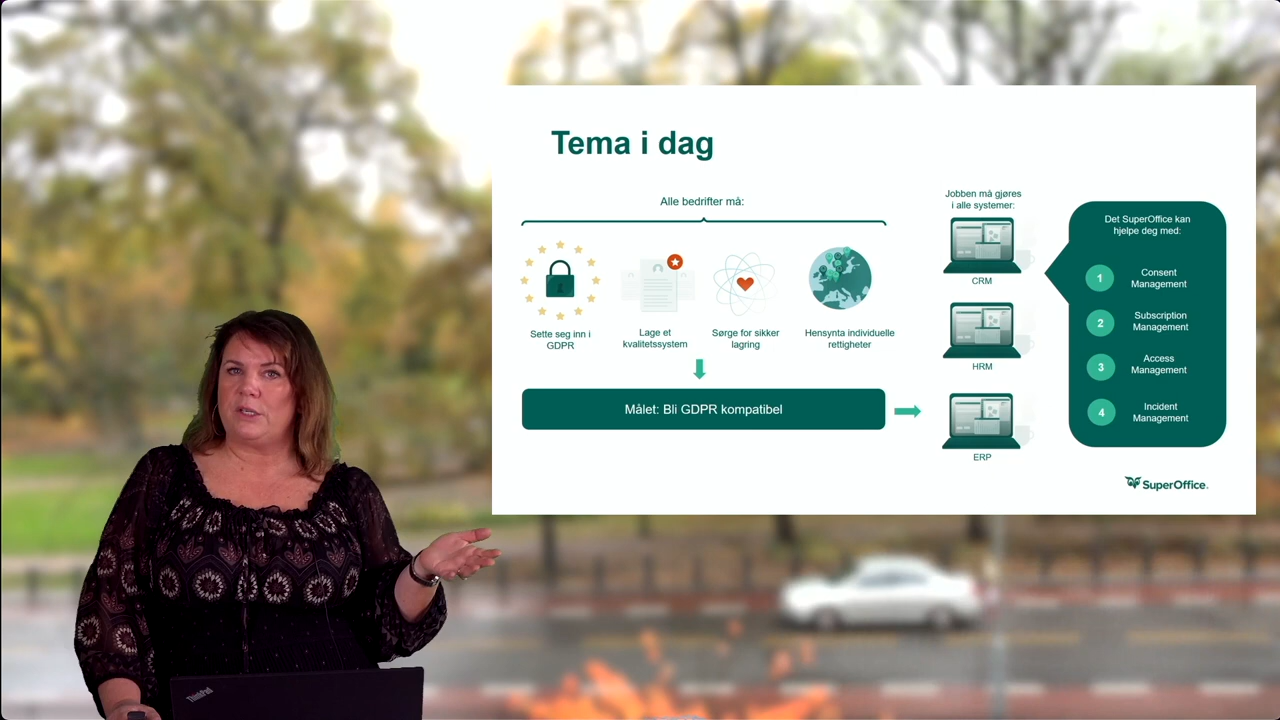 Tema i dag
Alle bedrifter må:
Sette seg inn i
GDPR
Lage et
kvalitetssystem
Sørge for sikker
lagring
Hensynta individuelle
rettigheter
Målet: Bli GDPR kompatibel
Jobben må gjøres
i alle systemer:
CRM
HRM
ERP
Det SuperOffice kan
hjelpe deg med:
1
Consent
Management
2
Subscription
Management
3
Access
Management
4
Incident
Management
SuperOffice.
ThinkPad